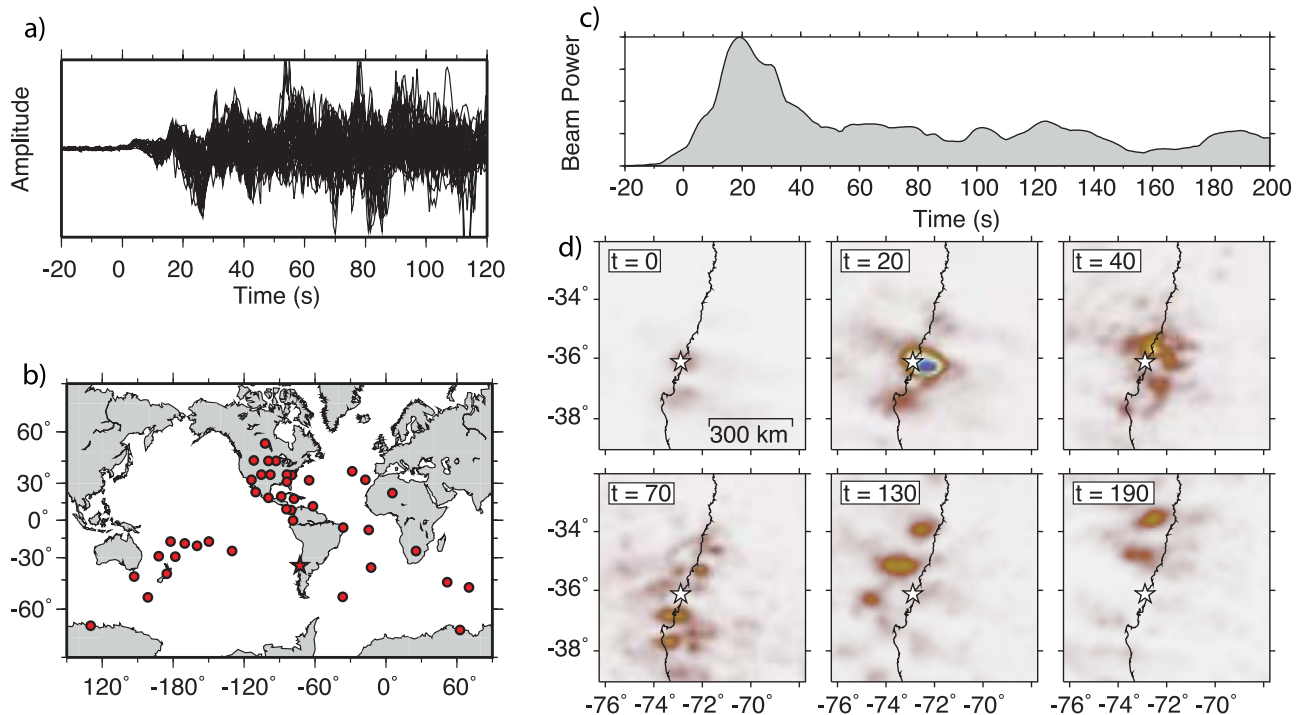 a)
Amplitude
-20 0 20 40 60 80 100 120
Time (s)
b)
60°
30°
0°
-30°
-60°
120° -180° -120° -60° 0° 60°
c)
Beam Power
-20 0 20 40 60 80 100 120 140 160 180 200
Time (s)
d)
t = 0 t = 20 t = 40
-34°
-36°
-38°
300 km
t = 70 t = 130 t = 190
-34°
-36°
-38°
-76° -74° -72° -70° -76° -74° -72° -70° -76° -74° -72° -70°